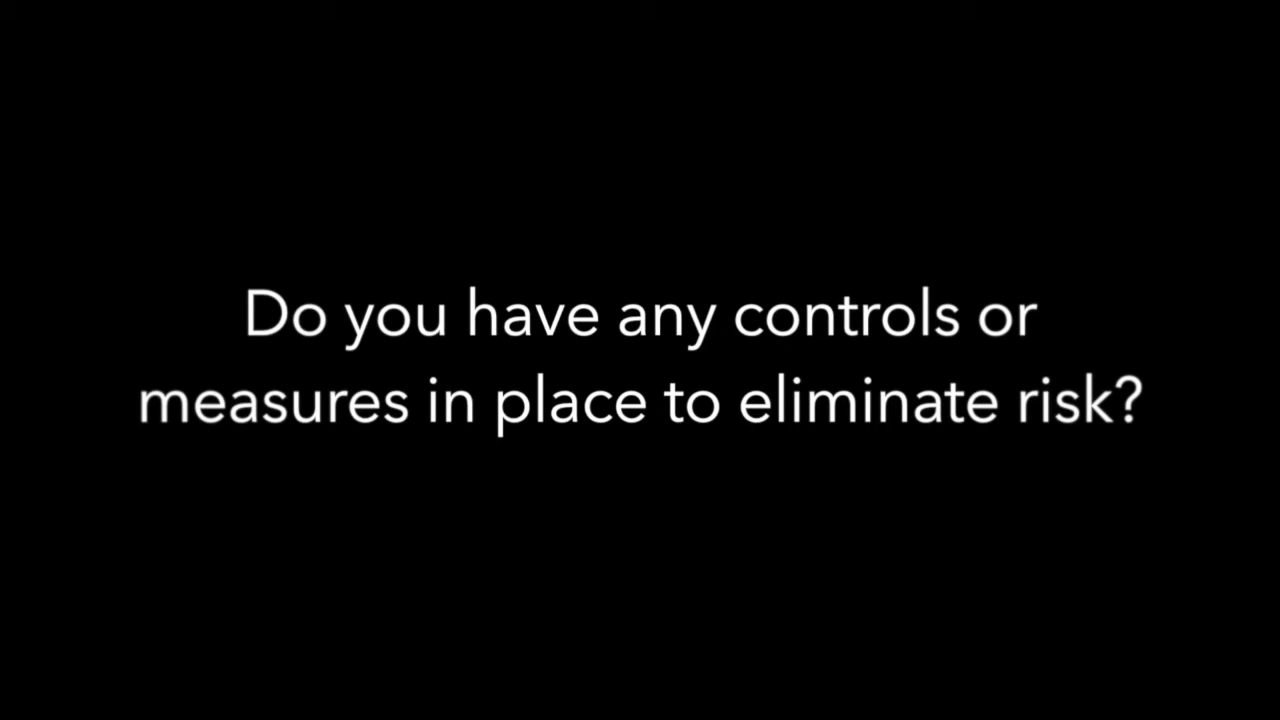 Do you have any controls or
measures in place to eliminate risk?